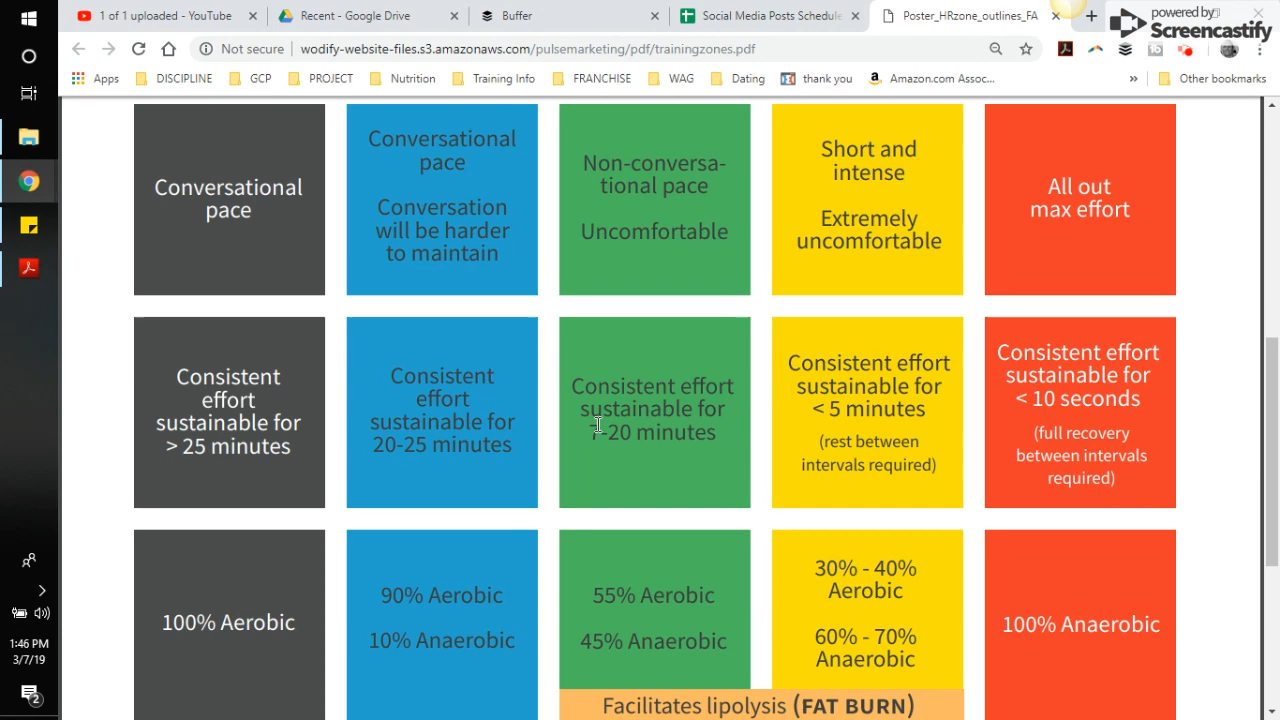 1 of 1 uploaded - YouTube
Recent - Google Drive
Buffer
Social Media Posts Schedule
Poster_HRzone_outlines_FA
powered by
Screencastify
Not secure
wodify-website-files.s3.amazonaws.com/pulsemarketing/pdf/trainingzones.pdf
Apps
DISCIPLINE
GCP
PROJECT
Nutrition
Training Info
FRANCHISE
WAG
Dating
thank you
Amazon.com Assoc...
»
Other bookmarks
Conversational
pace
Conversational
pace
Conversation
will be harder
to maintain
Non-conversa-
tional pace
Uncomfortable
Short and
intense
Extremely
uncomfortable
All out
max effort
Consistent
effort
sustainable for
> 25 minutes
Consistent
effort
sustainable for
20-25 minutes
Consistent effort
sustainable for
7-20 minutes
Consistent effort
sustainable for
< 5 minutes
(rest between
intervals required)
Consistent effort
sustainable for
< 10 seconds
(full recovery
between intervals
required)
100% Aerobic
90% Aerobic
10% Anaerobic
55% Aerobic
45% Anaerobic
30% - 40%
Aerobic
60% - 70%
Anaerobic
100% Anaerobic
Facilitates lipolysis (FAT BURN)
1:46 PM
3/7/19
2